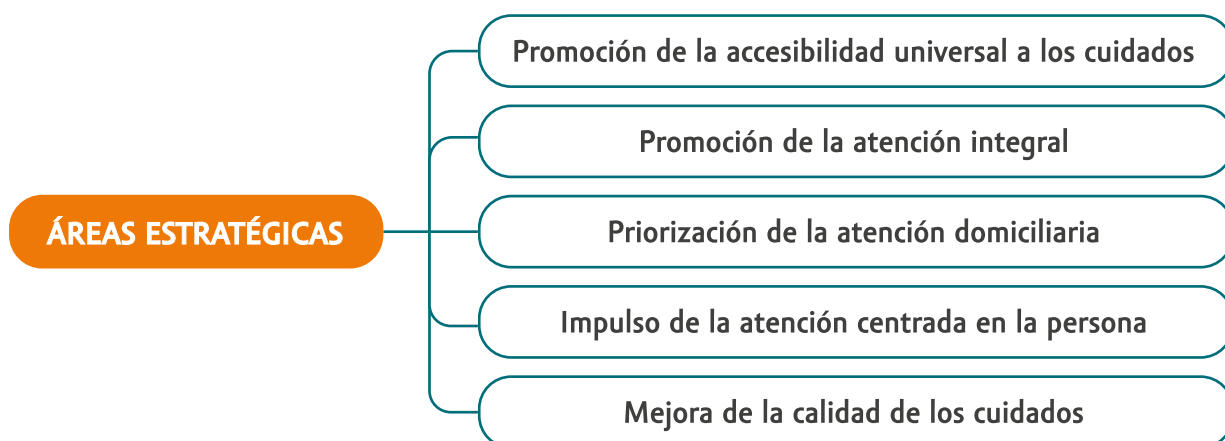 Promoción de la accesibilidad universal a los cuidados
Promoción de la atención integral
ÁREAS ESTRATÉGICAS
Priorización de la atención domiciliaria
Impulso de la atención centrada en la persona
Mejora de la calidad de los cuidados